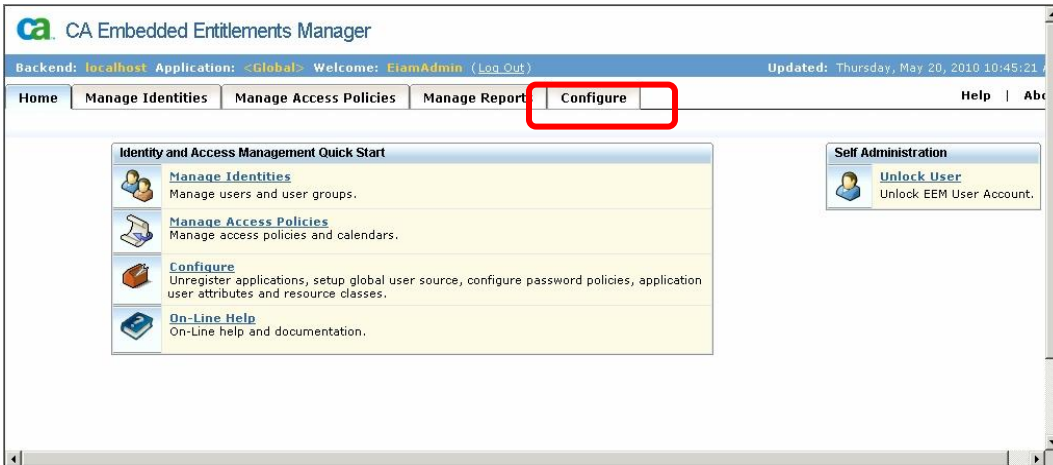 ca. CA Embedded Entitlements Manager
Backend: localhost Application: <Global> Welcome: EiamAdmin (Log Out) Updated: Thursday, May 20, 2010 10:45:21
Home Manage Identities Manage Access Policies Manage Reports Configure Help |
Identity and Access Management Quick Start
Manage Identities
Manage users and user groups.
Manage Access Policies
Manage access policies and calendars.
Configure
Unregister applications, setup global user source, configure password policies, application
user attributes and resource classes.
On-Line Help
On-Line help and documentation.
Self Administration
Unlock User
Unlock EEM User Account.